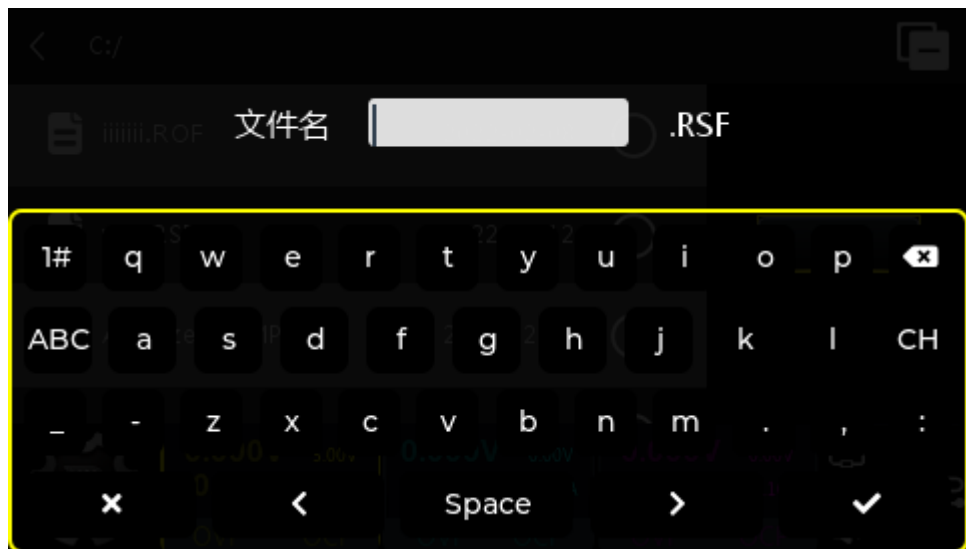 C:/
iiiiiii.ROF 文件名 .RSF
1# q w e r t y u i o p
ABC a s d f g h j k l CH
_ - z x c v b n m . , :
Space